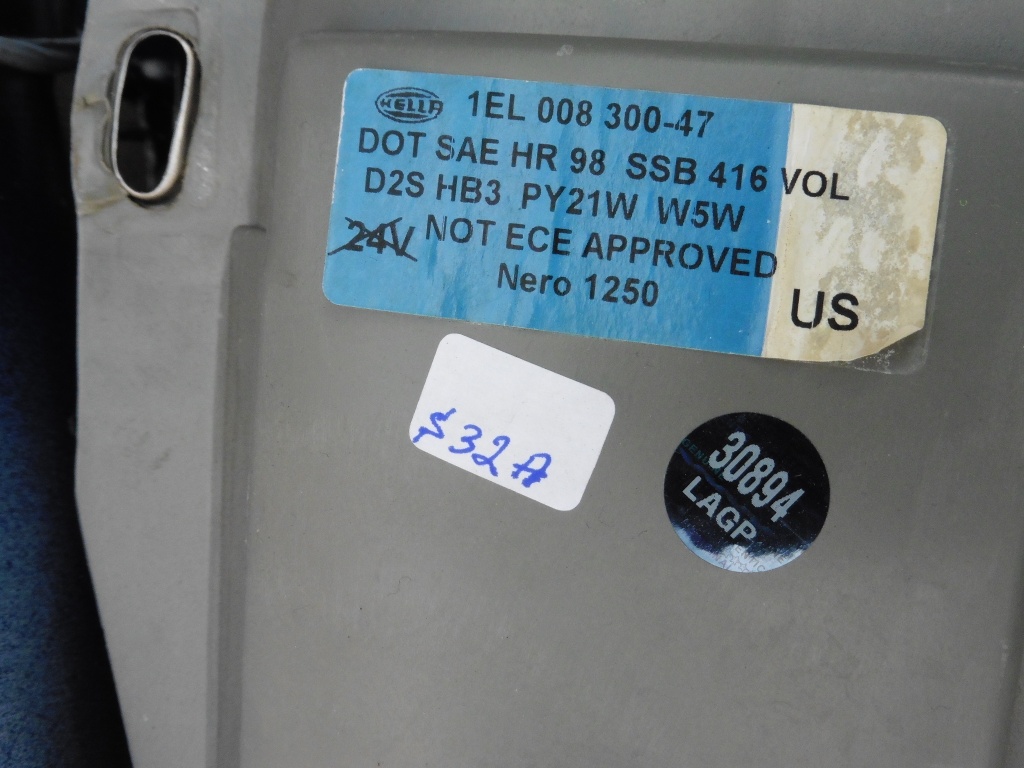 HELLA 1EL 008 300-47
DOT SAE HR 98 SSB 416 VOL
D2S HB3 PY21W W5W
24V NOT ECE APPROVED
Nero 1250
US
$32A
30894
LAGP